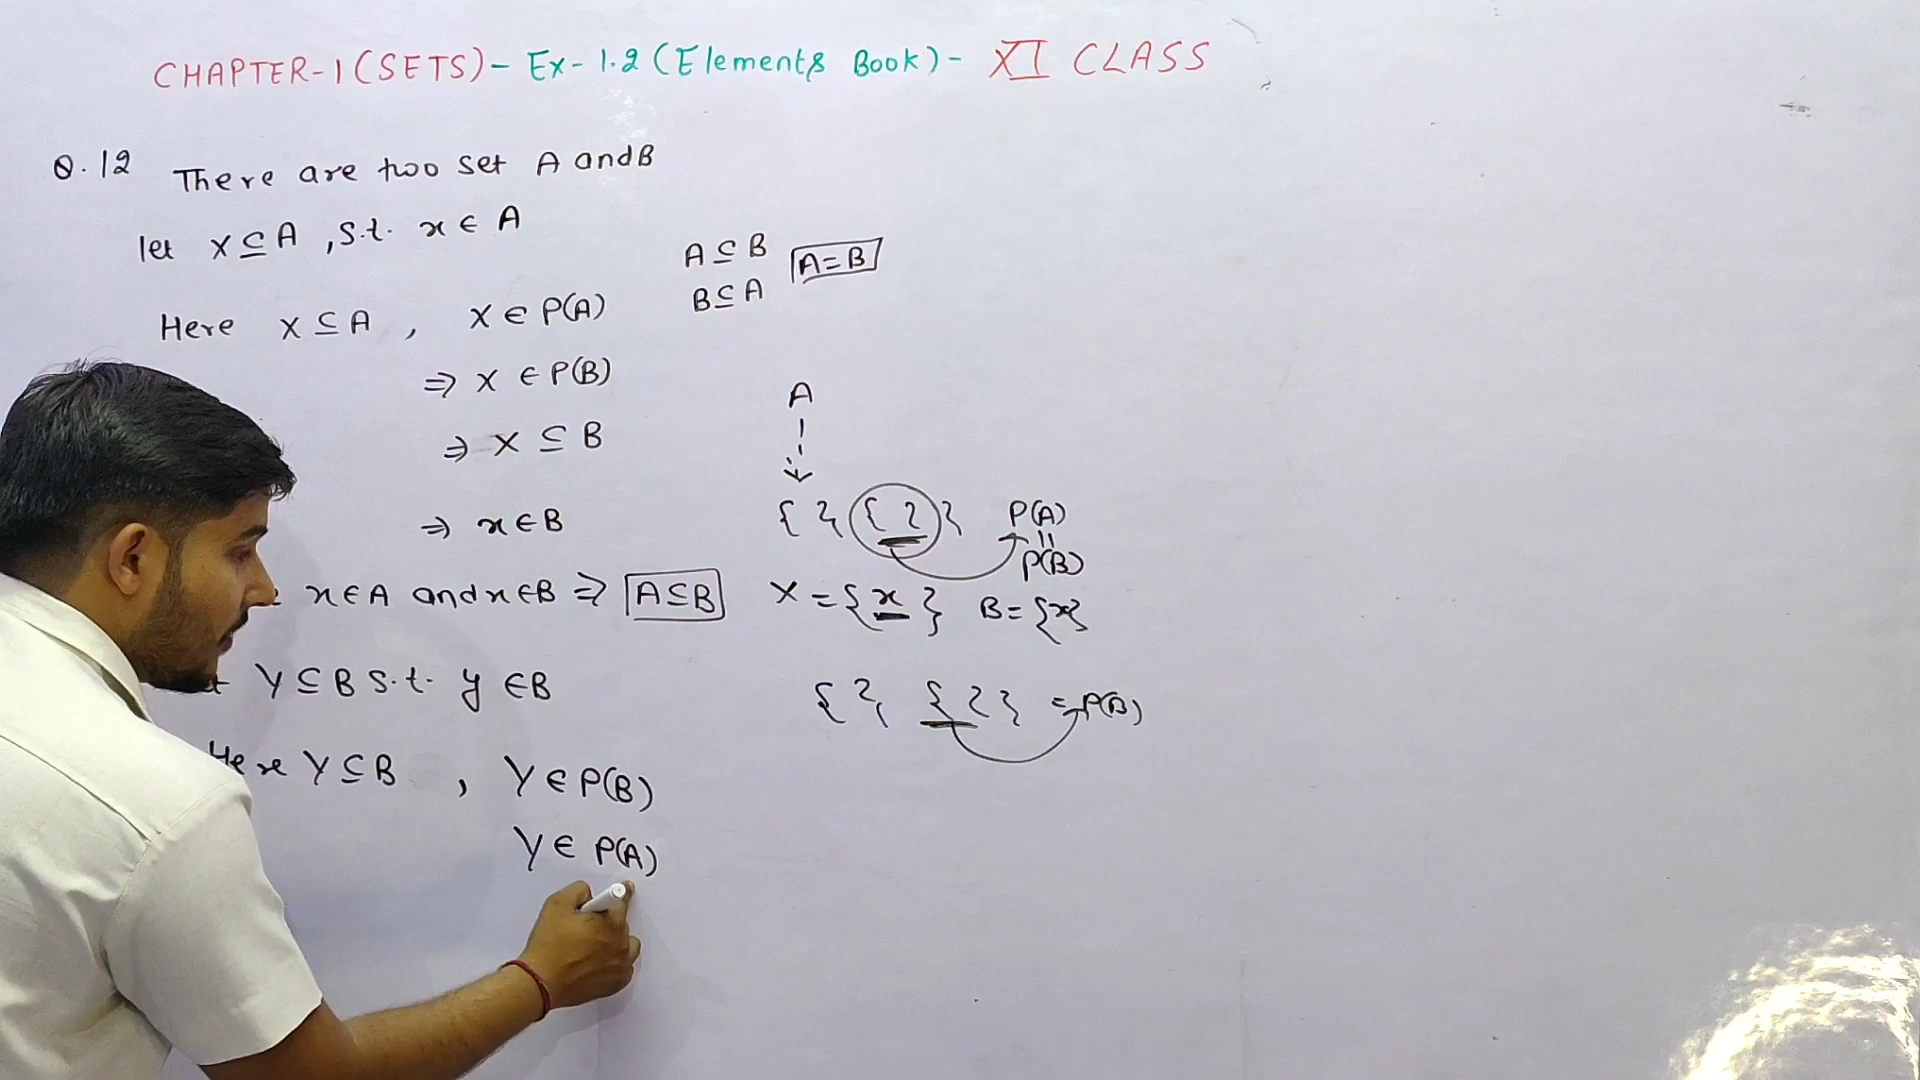 CHAPTER-1 (SETS) - Ex-1.2 (Elements Book) - XI CLASS
Q.12 There are two set A and B
let X ⊆ A , s.t. x ∈ A
Here X ⊆ A , X ∈ P(A)
⇒ X ∈ P(B)
⇒ X ⊆ B
⇒ x ∈ B
x ∈ A and x ∈ B ⇒ A ⊆ B
Y ⊆ B s.t. y ∈ B
Here Y ⊆ B , Y ∈ P(B)
Y ∈ P(A)
A ⊆ B
B ⊆ A
A = B
A
{ }, { } } P(A)
=
P(B)
X = {x} B = {x}
{ }, { } } = P(B)